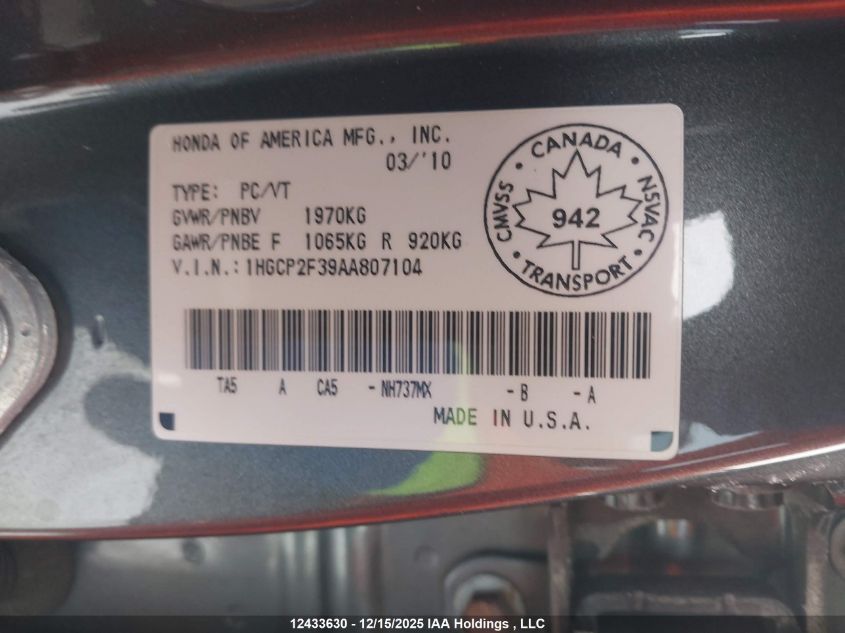 HONDA OF AMERICA MFG., INC.
03/'10
TYPE: PC/VT
GVWR/PNBV 1970KG
GAWR/PNBE F 1065KG R 920KG
V.I.N.: 1HGCP2F39AA807104
CANADA
CMVSS
942
NSVAC
TRANSPORT
TA5 A CA5 - NH737MX - B - A
MADE IN U.S.A.
12433630 - 12/15/2025 IAA Holdings , LLC